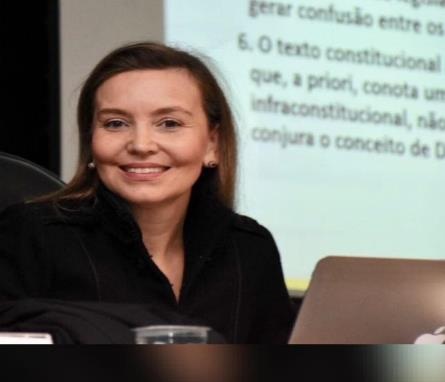 gerar confusão entre os
6. O texto constitucional
que, a priori, conota um
infraconstitucional, não
conjura o conceito de D